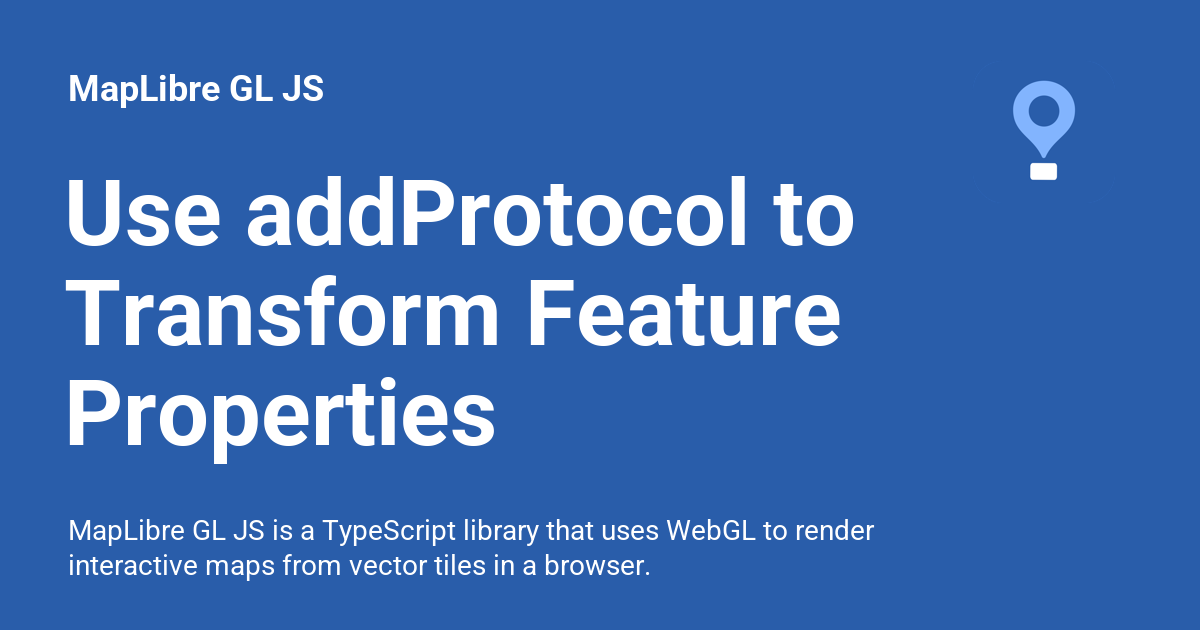 MapLibre GL JS
Use addProtocol to
Transform Feature
Properties
MapLibre GL JS is a TypeScript library that uses WebGL to render
interactive maps from vector tiles in a browser.